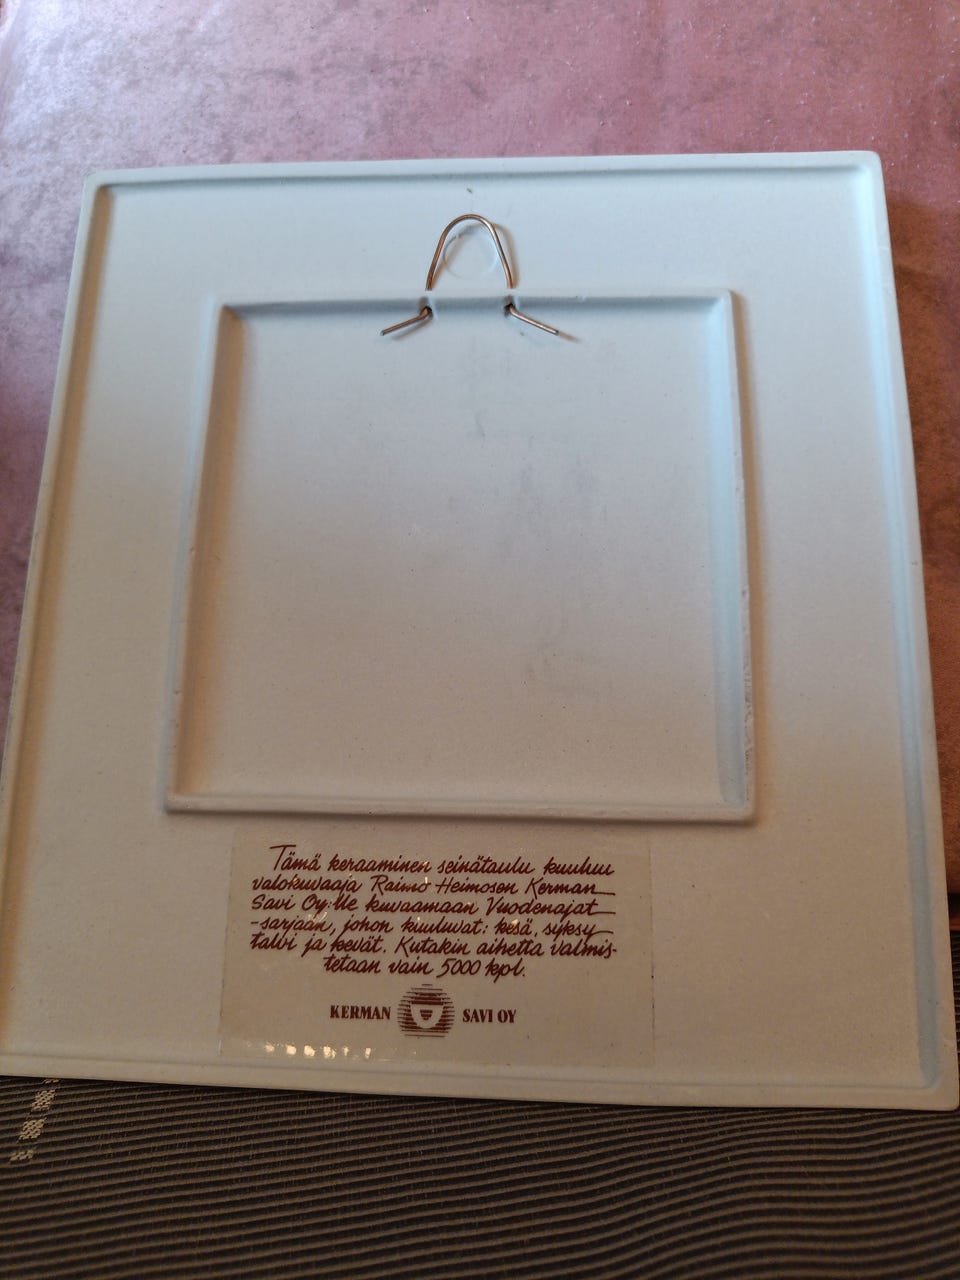 Tämä keraaminen seinätaulu kuuluu
valokuvaaja Raimo Heimosen Kerman
Savi Oy:lle kuvaamaan Vuodenajat
-sarjaan, johon kuuluvat: kesä, syksy
talvi ja kevät. Kutakin aihetta valmis-
tetaan vain 5000 kpl.
KERMAN SAVI OY